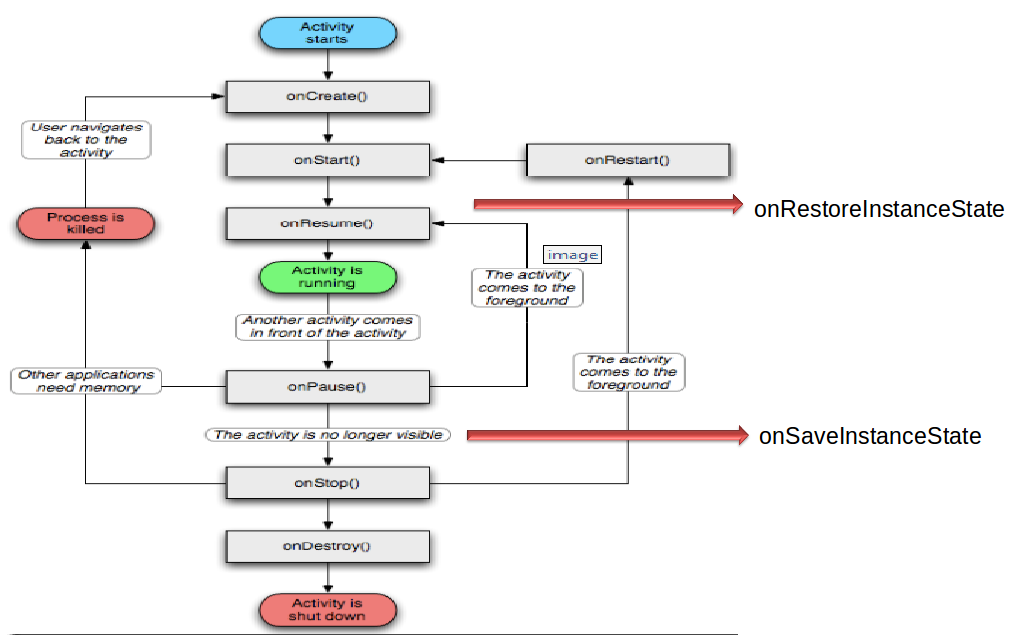 Activity
starts
onCreate()
User navigates
back to the
activity
onStart()
onRestart()
Process is
killed
onResume()
onRestoreInstanceState
image
Activity is
running
The activity
comes to the
foreground
Another activity comes
in front of the activity
Other applications
need memory
onPause()
The activity
comes to the
foreground
The activity is no longer visible
onSaveInstanceState
onStop()
onDestroy()
Activity is
shut down